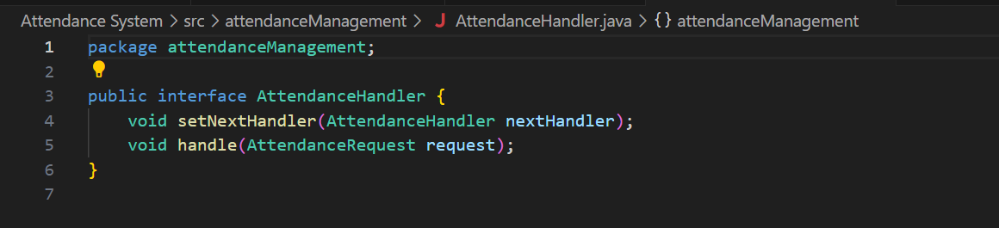 Attendance System > src > attendanceManagement > J AttendanceHandler.java > {} attendanceManagement
1 package attendanceManagement;
2
3 public interface AttendanceHandler {
4 void setNextHandler(AttendanceHandler nextHandler);
5 void handle(AttendanceRequest request);
6 }
7